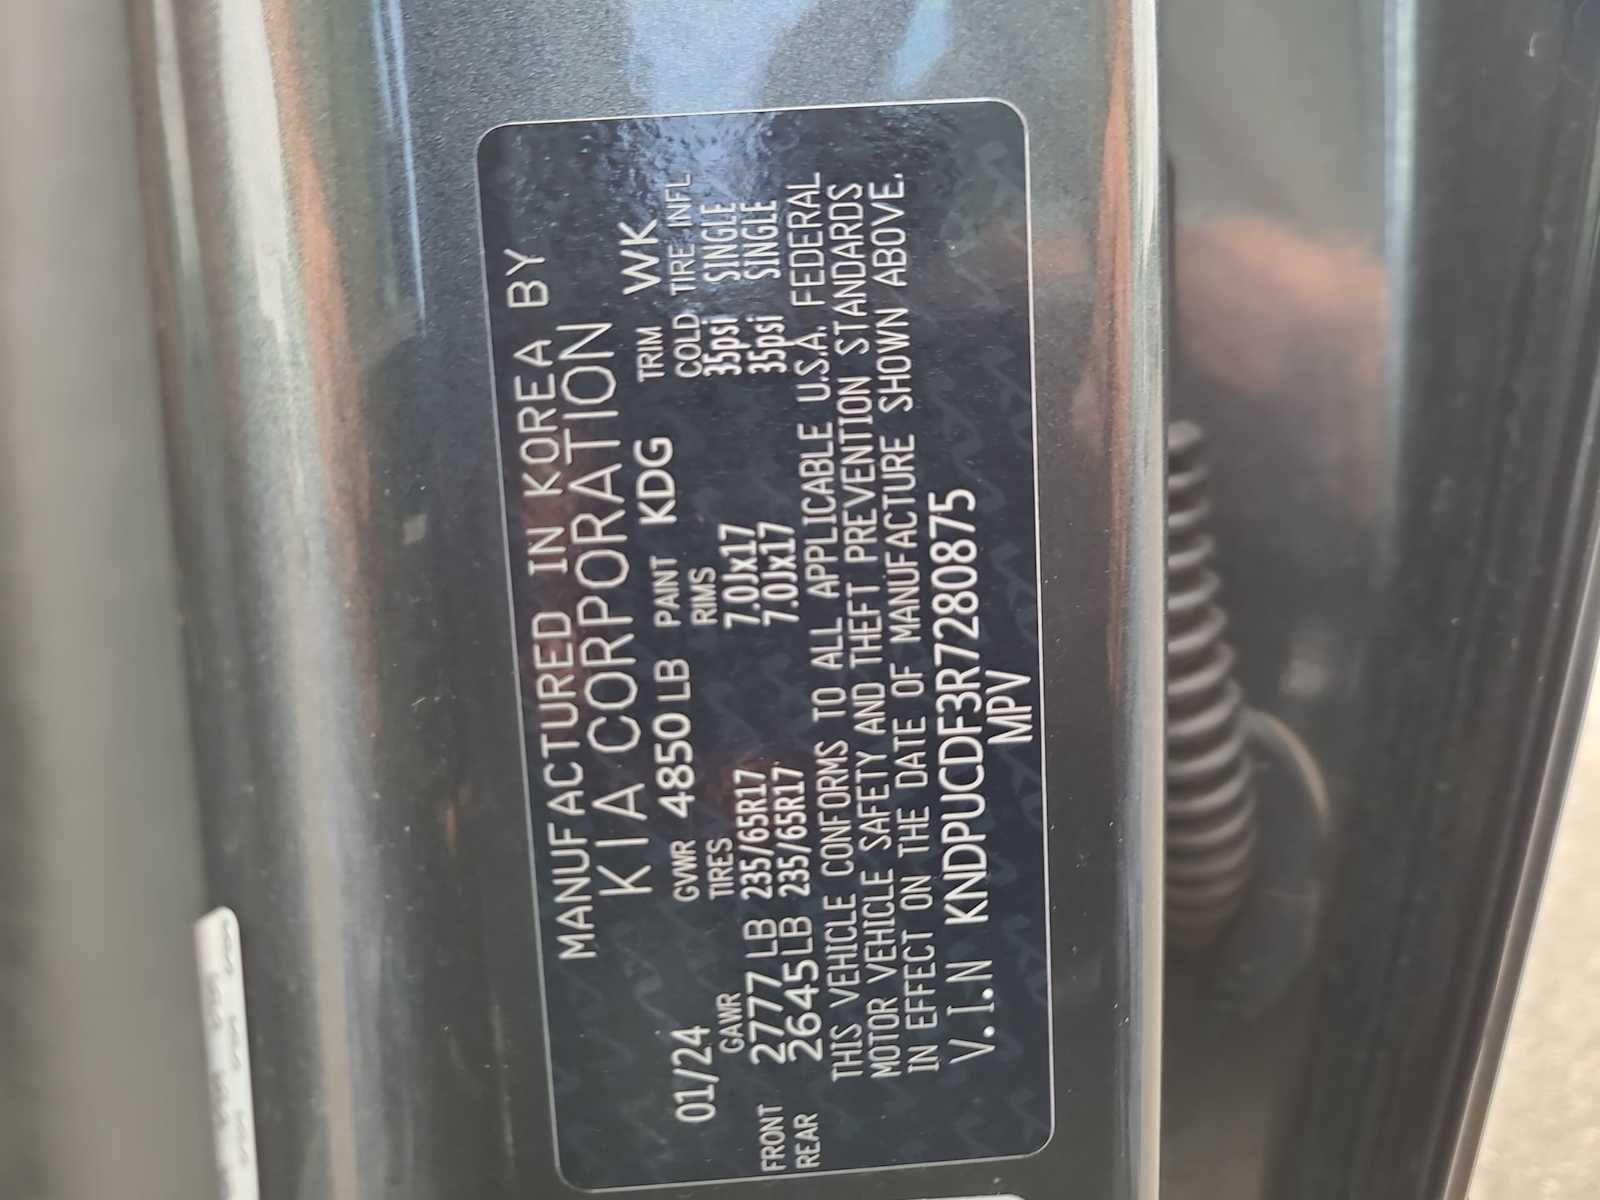 MANUFACTURED IN KOREA BY
KIA CORPORATION
01/24 GVWR 4850 LB PAINT KDG TRIM WK
GAWR TIRES RIMS COLD TIRE INFL
FRONT 2777 LB 235/65R17 7.0Jx17 35psi SINGLE
REAR 2645 LB 235/65R17 7.0Jx17 35psi SINGLE
THIS VEHICLE CONFORMS TO ALL APPLICABLE U.S.A. FEDERAL
MOTOR VEHICLE SAFETY AND THEFT PREVENTION STANDARDS
IN EFFECT ON THE DATE OF MANUFACTURE SHOWN ABOVE.
V.I.N KNDPUCDF3R7280875
MPV